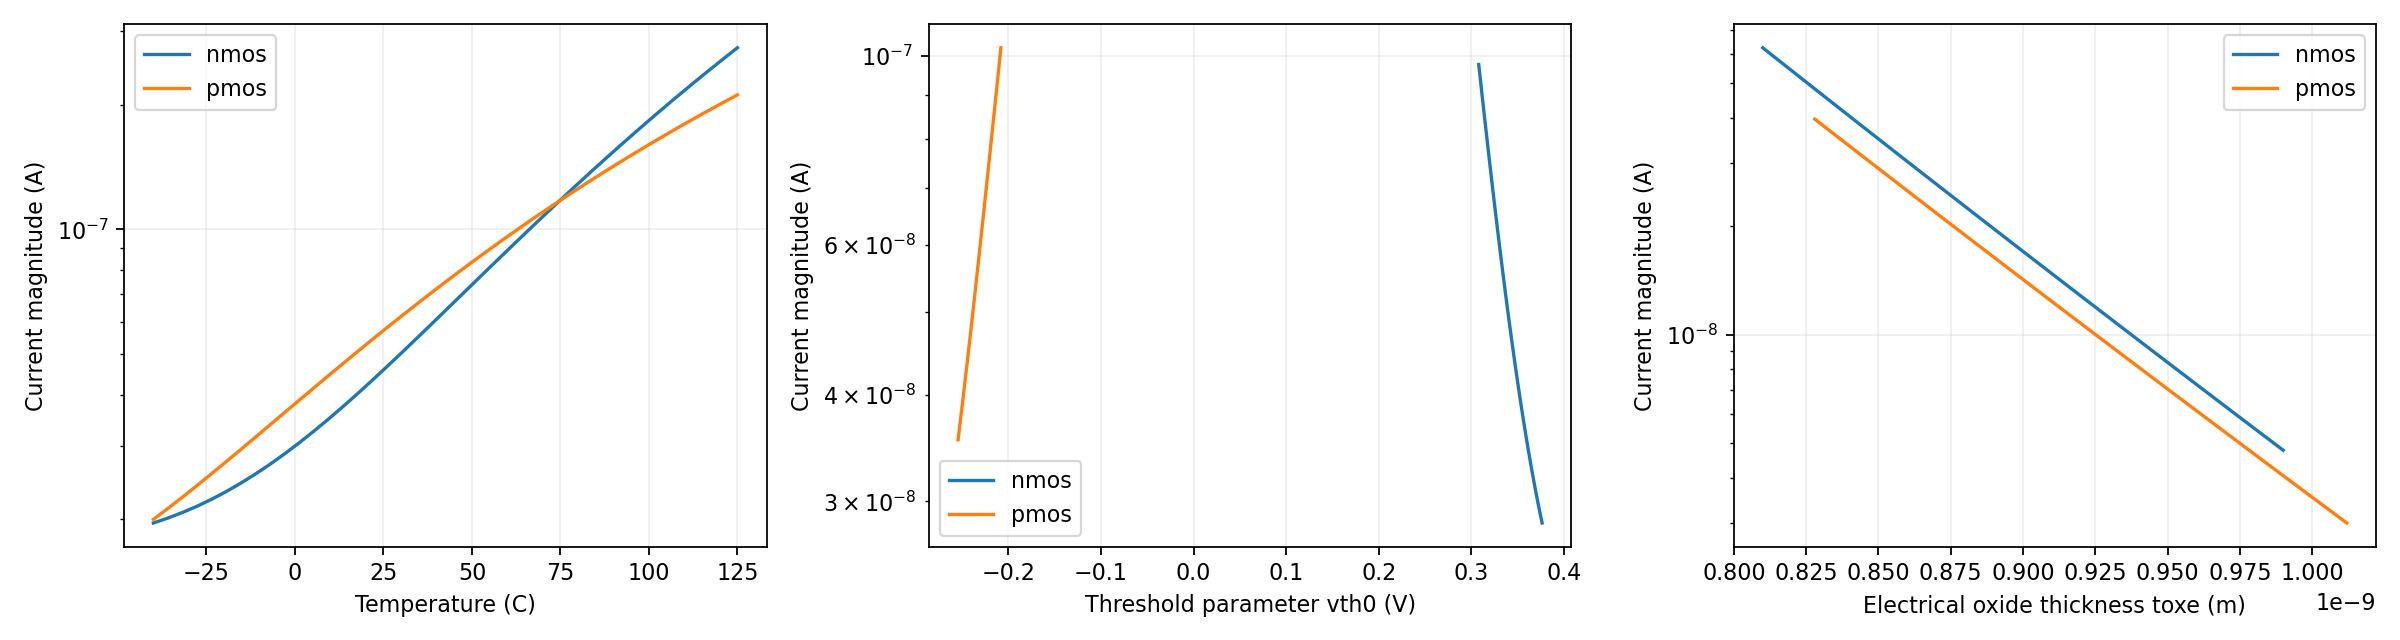 nmos
pmos
Current magnitude (A)
10⁻⁷
−25 0 25 50 75 100 125
Temperature (C)
Current magnitude (A)
10⁻⁷
6 × 10⁻⁸
4 × 10⁻⁸
3 × 10⁻⁸
nmos
pmos
−0.2 −0.1 0.0 0.1 0.2 0.3 0.4
Threshold parameter vth0 (V)
nmos
pmos
Current magnitude (A)
10⁻⁸
0.800 0.825 0.850 0.875 0.900 0.925 0.950 0.975 1.000
1e−9
Electrical oxide thickness toxe (m)